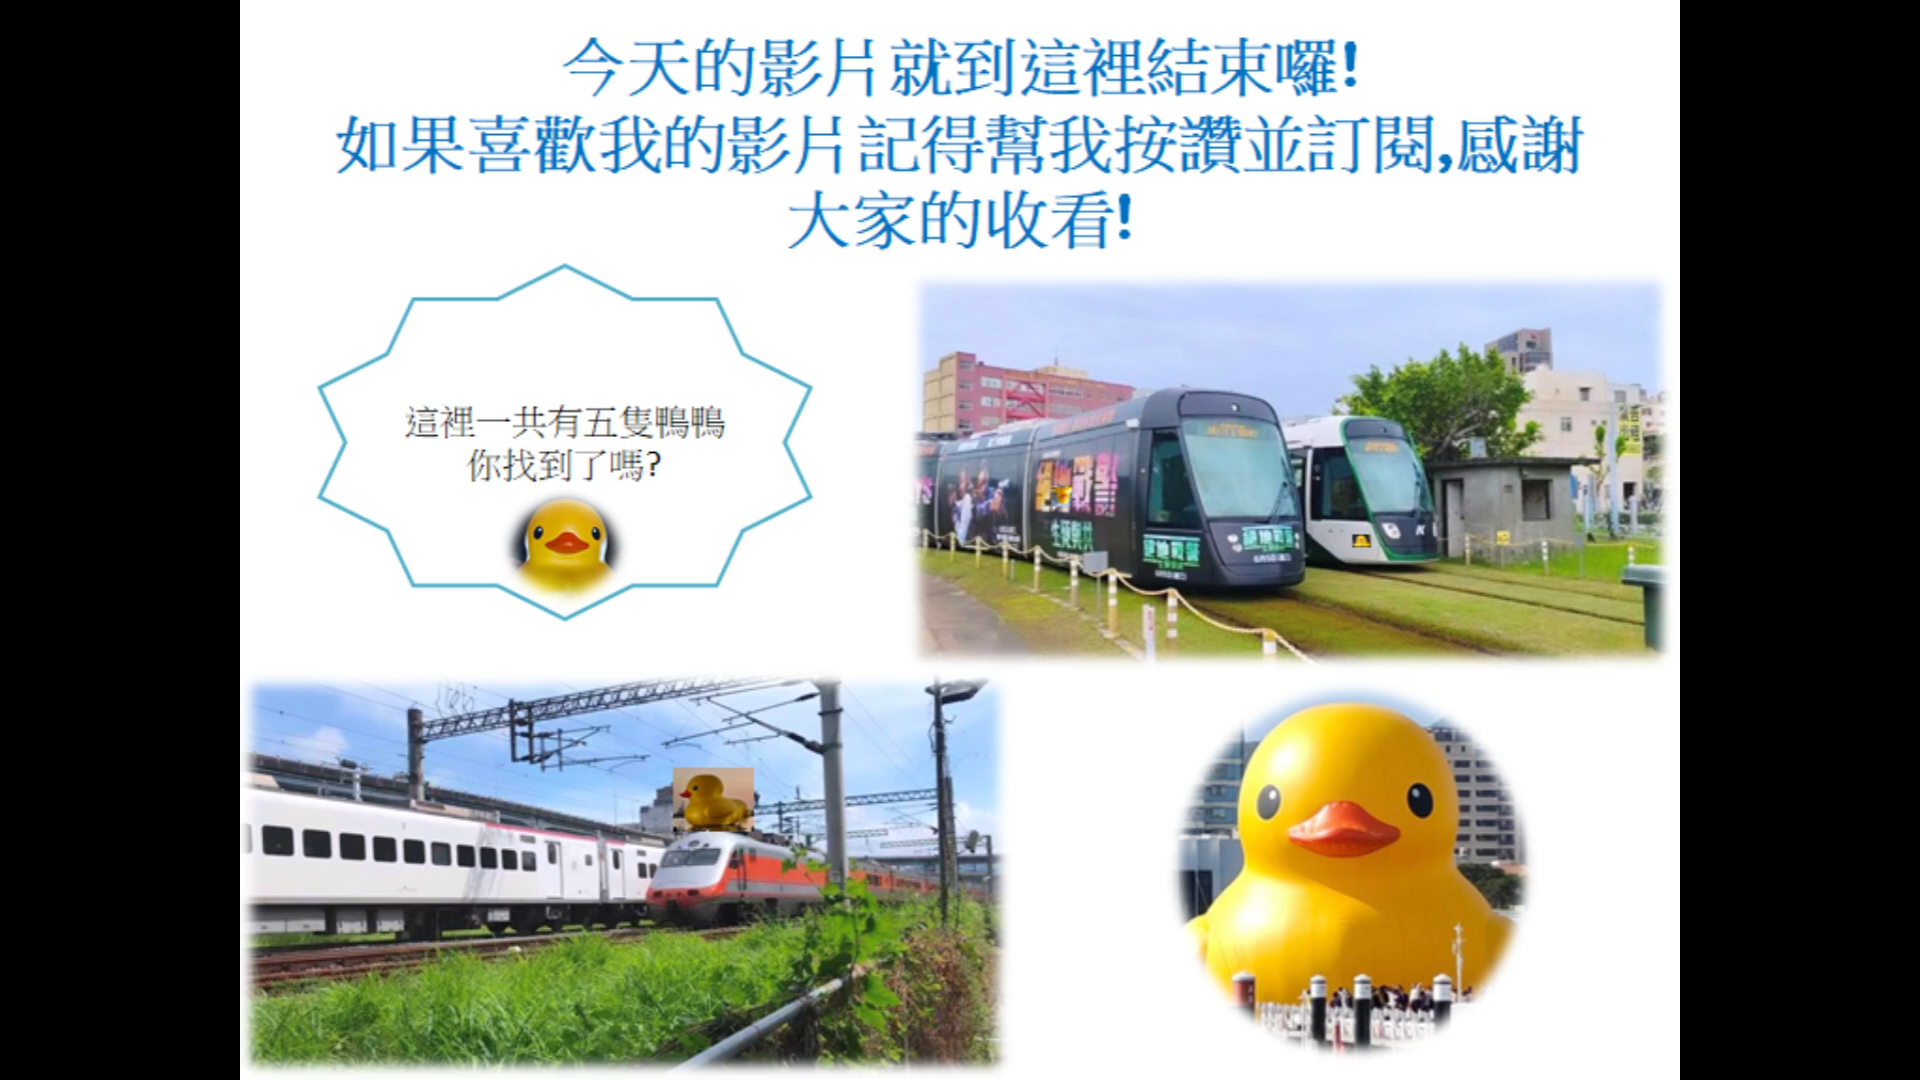 今天的影片就到這裡結束囉!
如果喜歡我的影片記得幫我按讚並訂閱,感謝
大家的收看!
這裡一共有五隻鴨鴨
你找到了嗎?